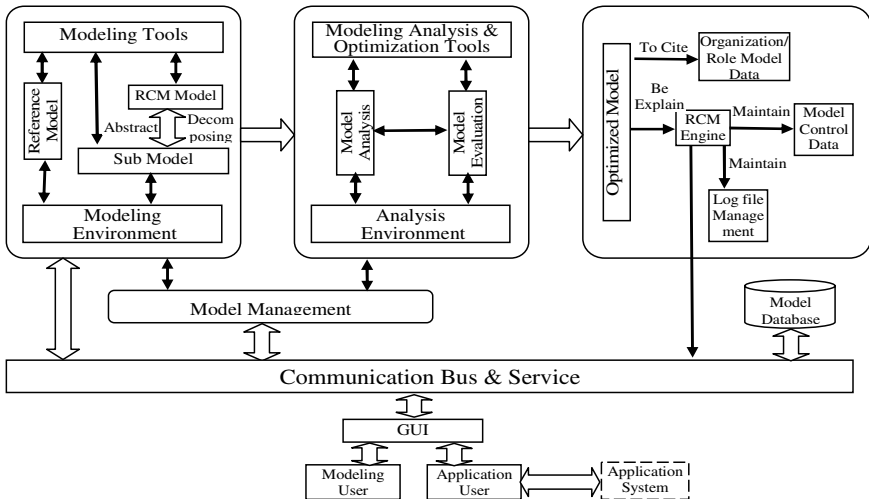 Modeling Tools
Reference
Model
RCM Model
Abstract
Decom
posing
Sub Model
Modeling
Environment
Modeling Analysis &
Optimization Tools
Model
Analysis
Model
Evaluation
Analysis
Environment
Optimized Model
To Cite
Organization/
Role Model
Data
Be
Explain
RCM
Engine
Maintain
Model
Control
Data
Maintain
Log file
Manage
ment
Model Management
Model
Database
Communication Bus & Service
GUI
Modeling
User
Application
User
Application
System